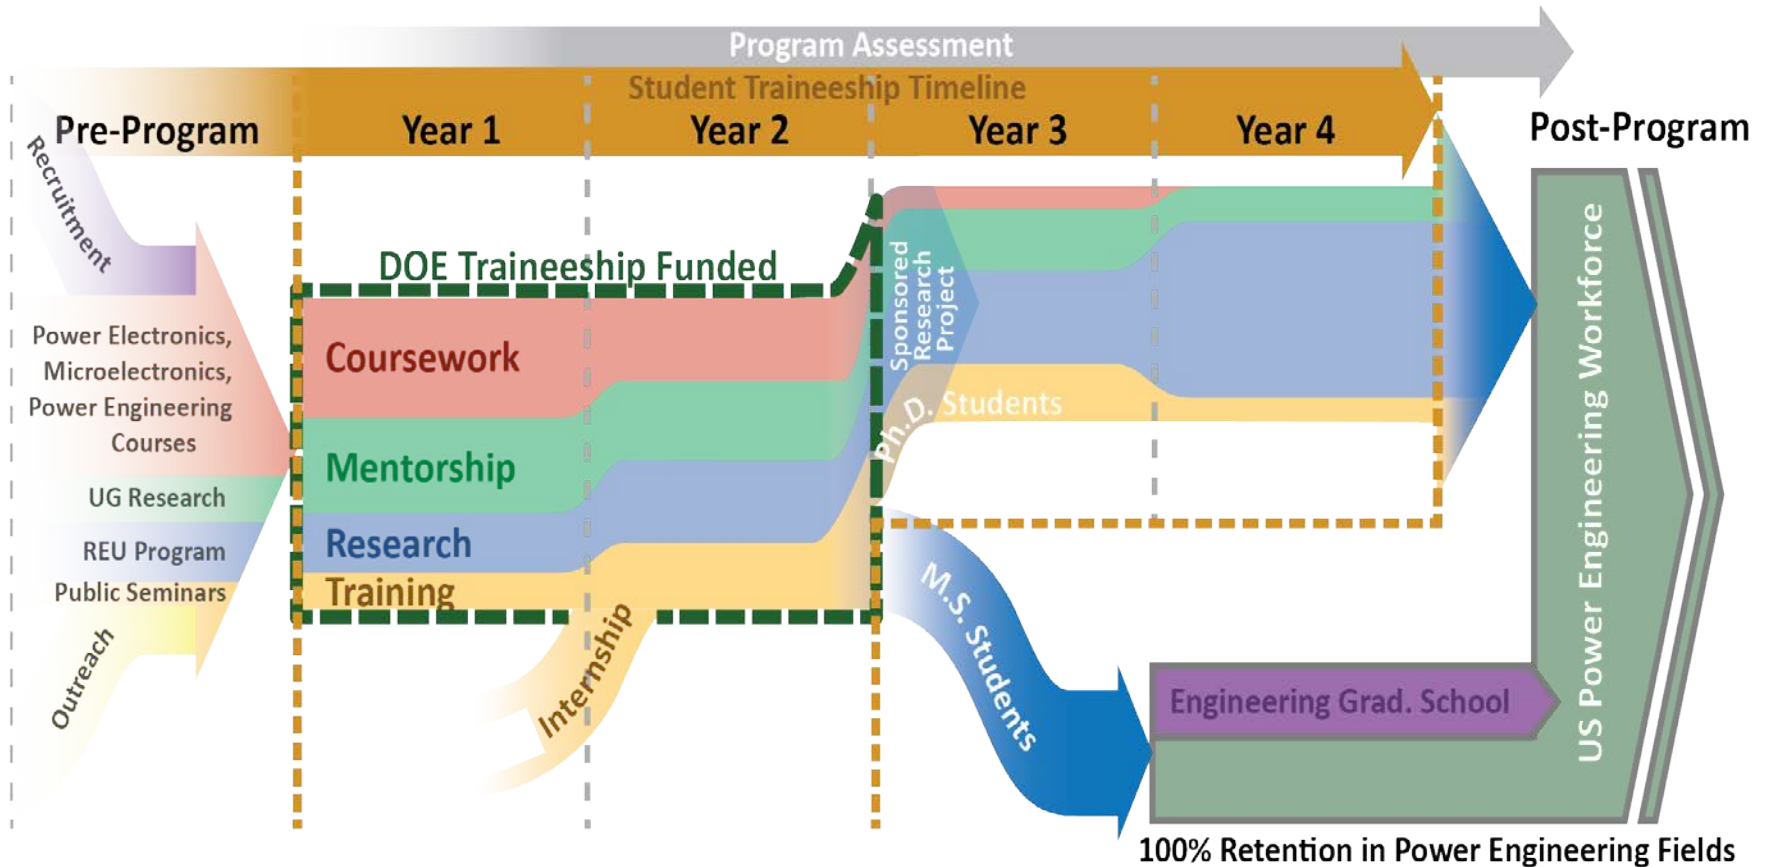 Program Assessment
Student Traineeship Timeline
Pre-Program
Year 1
Year 2
Year 3
Year 4
Post-Program
Recruitment
Power Electronics,
Microelectronics,
Power Engineering
Courses
UG Research
REU Program
Public Seminars
Outreach
DOE Traineeship Funded
Coursework
Mentorship
Research
Training
Internship
Sponsored
Research
Project
Ph.D. Students
M.S. Students
Engineering Grad. School
US Power Engineering Workforce
100% Retention in Power Engineering Fields